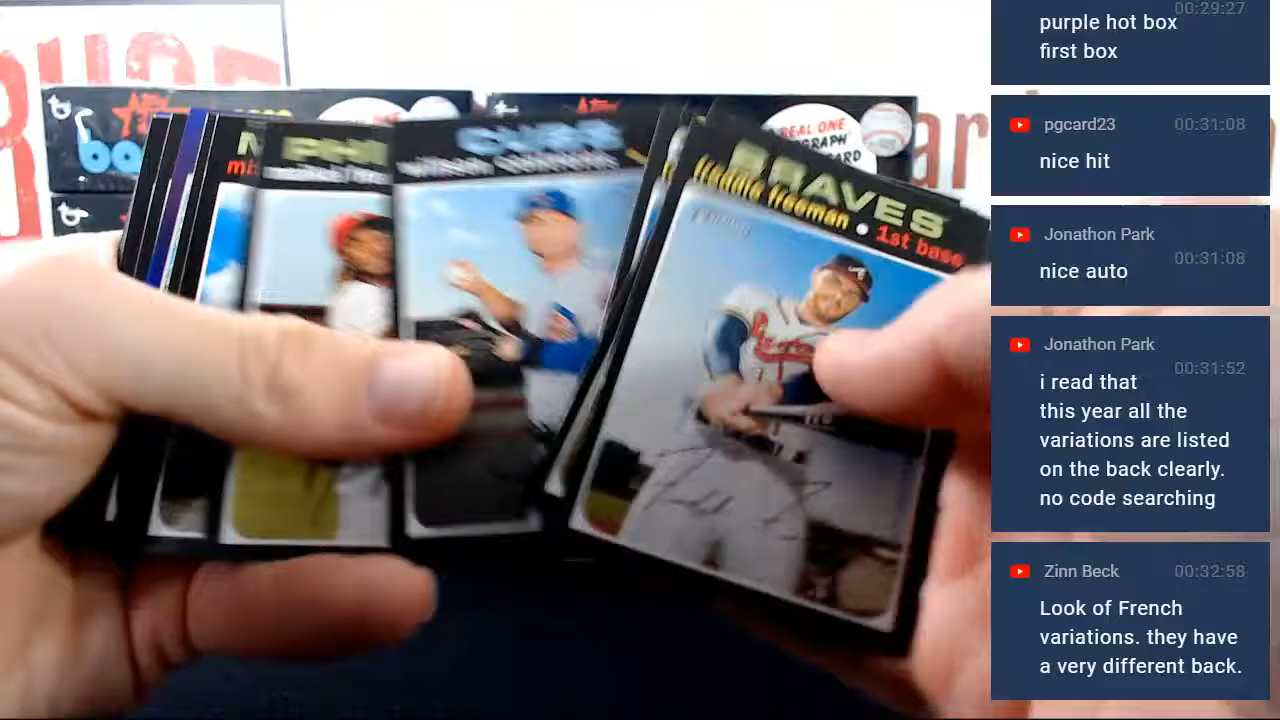 00:29:27
purple hot box
first box
pgcard23
00:31:08
nice hit
Jonathon Park
00:31:08
nice auto
Jonathon Park
00:31:52
i read that
this year all the
variations are listed
on the back clearly.
no code searching
Zinn Beck
00:32:58
Look of French
variations. they have
a very different back.
REAL ONE
CUBS
willson contreras
BRAVES
freddie freeman • 1st base